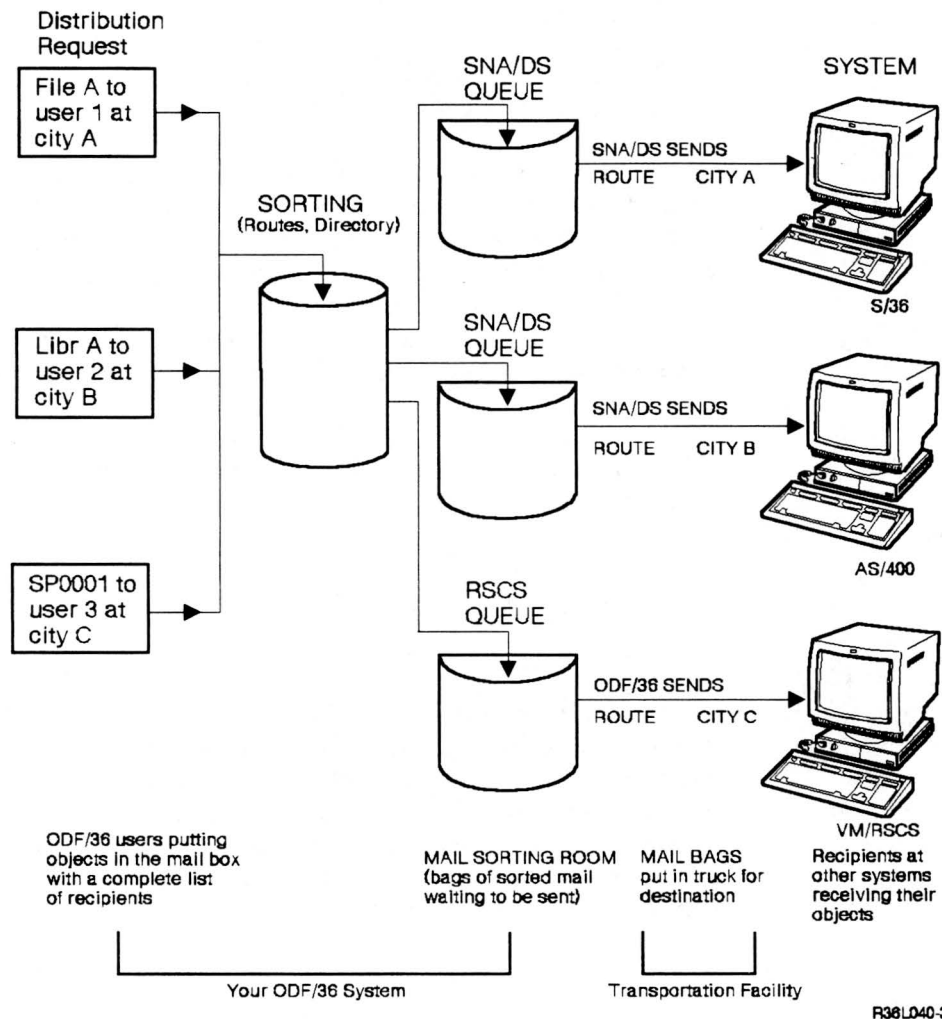 Distribution
Request
File A to
user 1 at
city A
Libr A to
user 2 at
city B
SP0001 to
user 3 at
city C
SORTING
(Routes, Directory)
SNA/DS
QUEUE
SNA/DS
QUEUE
RSCS
QUEUE
SNA/DS SENDS
ROUTE CITY A
SNA/DS SENDS
ROUTE CITY B
ODF/36 SENDS
ROUTE CITY C
SYSTEM
S/36
AS/400
VM/RSCS
ODF/36 users putting
objects in the mail box
with a complete list
of recipients
MAIL SORTING ROOM
(bags of sorted mail
waiting to be sent)
MAIL BAGS
put in truck for
destination
Recipients at
other systems
receiving their
objects
Your ODF/36 System
Transportation Facility